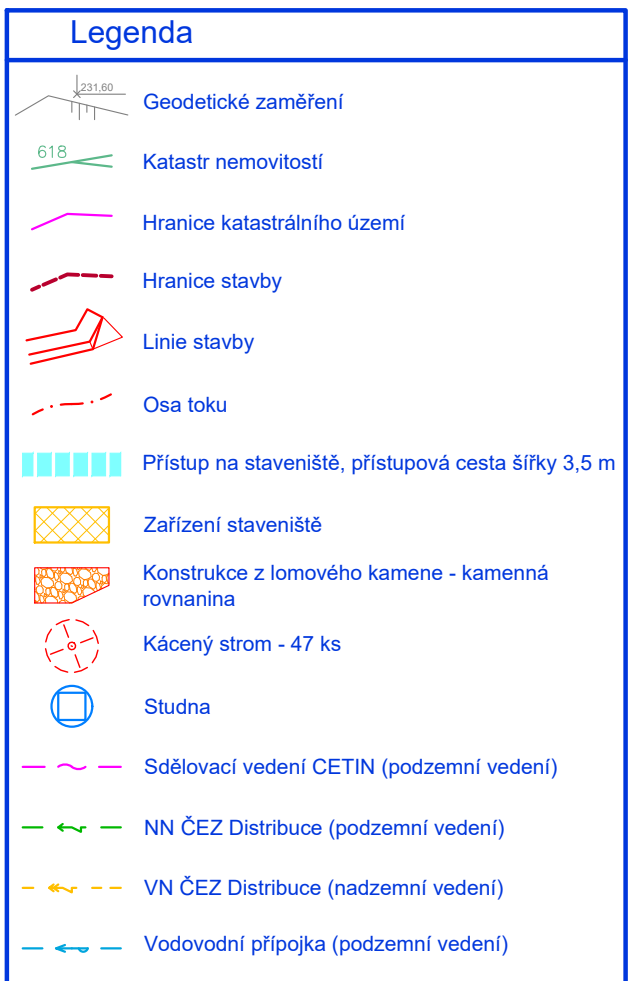 Legenda
231,60
Geodetické zaměření
618
Katastr nemovitostí
Hranice katastrálního území
Hranice stavby
Linie stavby
Osa toku
Přístup na staveniště, přístupová cesta šířky 3,5 m
Zařízení staveniště
Konstrukce z lomového kamene - kamenná
rovnanina
Kácený strom - 47 ks
Studna
Sdělovací vedení CETIN (podzemní vedení)
NN ČEZ Distribuce (podzemní vedení)
VN ČEZ Distribuce (nadzemní vedení)
Vodovodní přípojka (podzemní vedení)